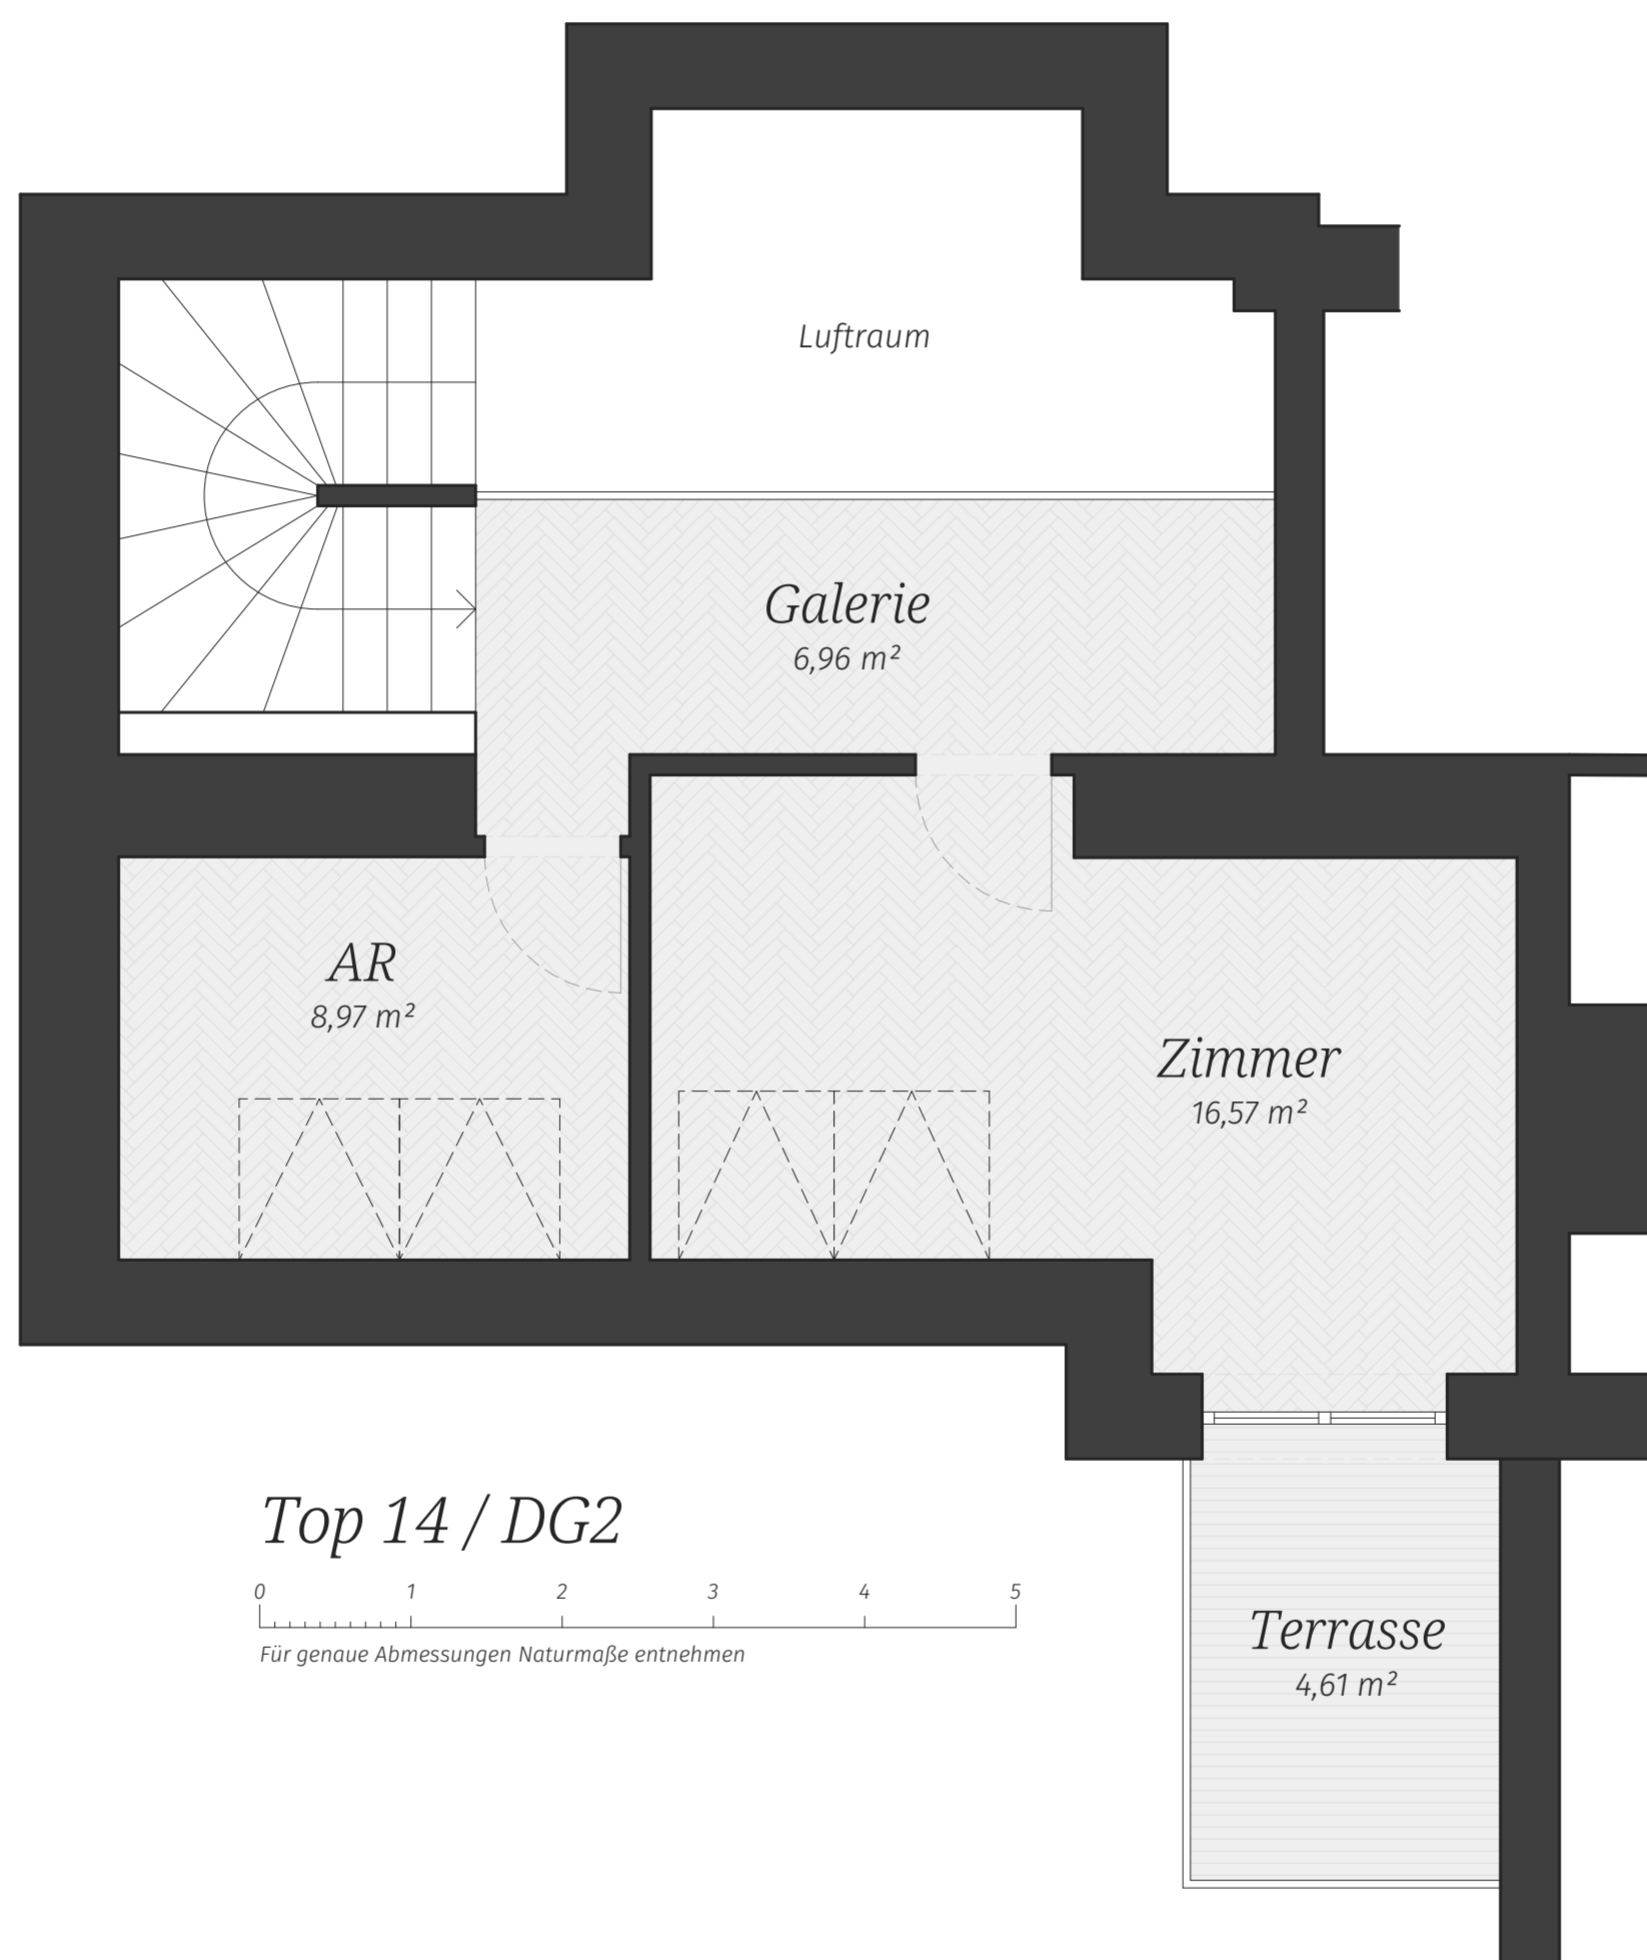 Luftraum
Galerie
6,96 m²
AR
8,97 m²
Zimmer
16,57 m²
Top 14 / DG2
0 1 2 3 4 5
Für genaue Abmessungen Naturmaße entnehmen
Terrasse
4,61 m²